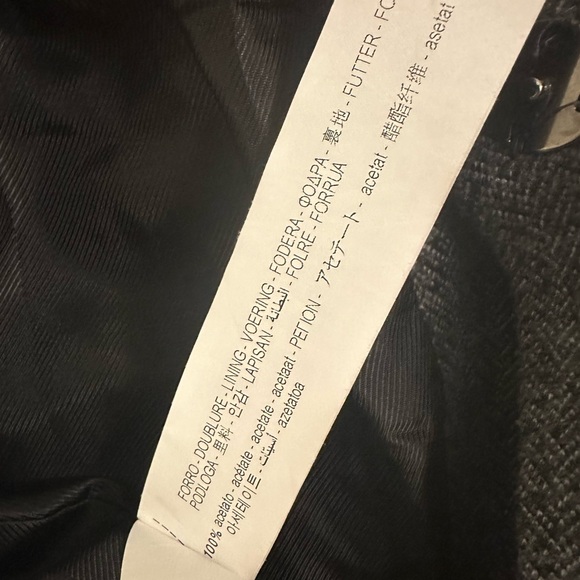 FORRO - DOUBLURE - LINING - VOERING - FODERA - ΦΟΔΡΑ - 裏地 - FUTTER - FO
PODLOGA - 里料 - 안감 - LAPISAN - البطانة - FOLRE - FORRUA
100% acetato - acétate - acetate - acetaat - ΡΕΠΟΝ - アセテート - acetat - 醋酯纤维 - asetat
아세테이트 - أسيتات - azetatoa